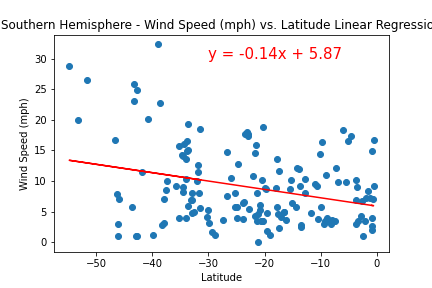 Southern Hemisphere - Wind Speed (mph) vs. Latitude Linear Regressio
y = -0.14x + 5.87
30
25
20
15
10
5
0
Wind Speed (mph)
−50 −40 −30 −20 −10 0
Latitude